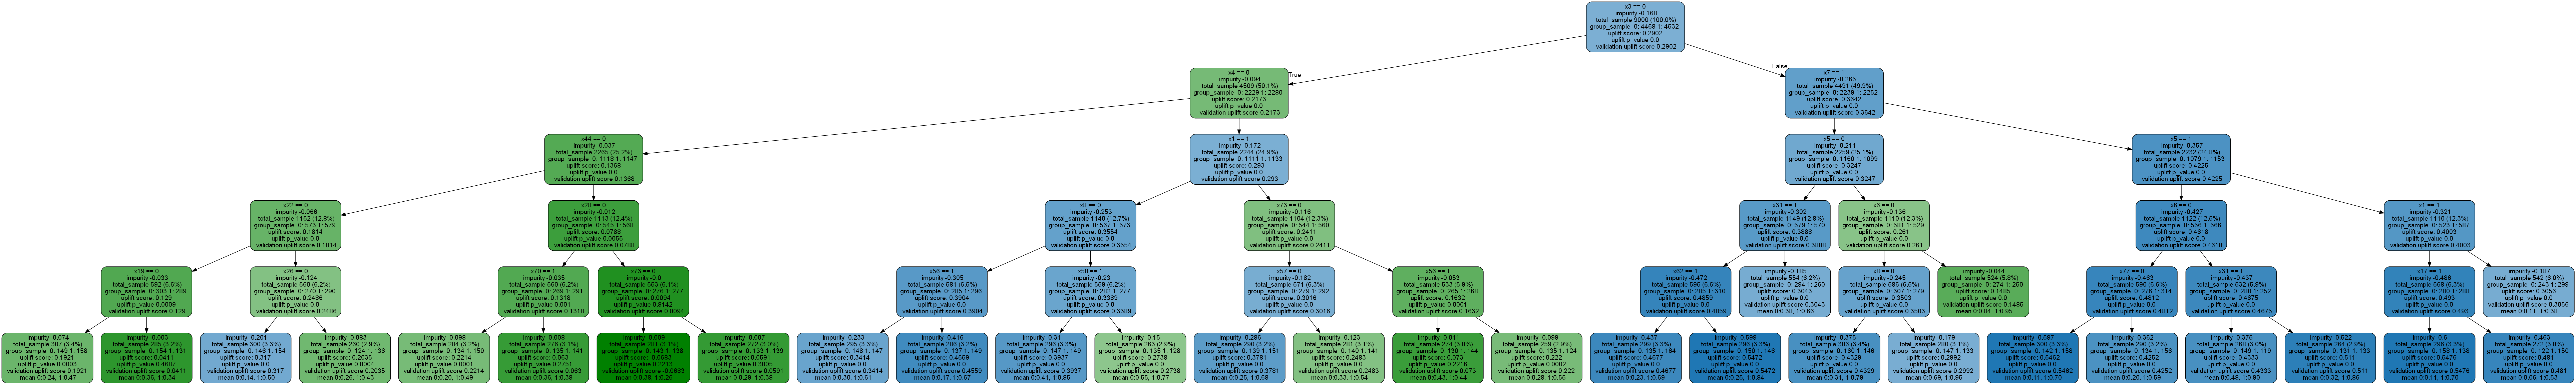 x3 == 0
impurity -0.168
total_sample 9000 (100.0%)
group_sample 0: 4468 1: 4532
uplift score: 0.2902
uplift p_value 0.0
validation uplift score 0.2902
True
False
x4 == 0
impurity -0.094
total_sample 4509 (50.1%)
group_sample 0: 2229 1: 2280
uplift score: 0.2173
uplift p_value 0.0
validation uplift score 0.2173
x7 == 1
impurity -0.265
total_sample 4491 (49.9%)
group_sample 0: 2239 1: 2252
uplift score: 0.3642
uplift p_value 0.0
validation uplift score 0.3642
x44 == 0
impurity -0.037
total_sample 2265 (25.2%)
group_sample 0: 1118 1: 1147
uplift score: 0.1368
uplift p_value 0.0
validation uplift score 0.1368
x1 == 1
impurity -0.172
total_sample 2244 (24.9%)
group_sample 0: 1111 1: 1133
uplift score: 0.293
uplift p_value 0.0
validation uplift score 0.293
x5 == 0
impurity -0.211
total_sample 2259 (25.1%)
group_sample 0: 1160 1: 1099
uplift score: 0.3247
uplift p_value 0.0
validation uplift score 0.3247
x5 == 1
impurity -0.357
total_sample 2232 (24.8%)
group_sample 0: 1079 1: 1153
uplift score: 0.4225
uplift p_value 0.0
validation uplift score 0.4225
x22 == 0
impurity -0.066
total_sample 1152 (12.8%)
group_sample 0: 573 1: 579
uplift score: 0.1814
uplift p_value 0.0
validation uplift score 0.1814
x28 == 0
impurity -0.012
total_sample 1113 (12.4%)
group_sample 0: 545 1: 568
uplift score: 0.0788
uplift p_value 0.0055
validation uplift score 0.0788
x8 == 0
impurity -0.253
total_sample 1140 (12.7%)
group_sample 0: 567 1: 573
uplift score: 0.3554
uplift p_value 0.0
validation uplift score 0.3554
x73 == 0
impurity -0.116
total_sample 1104 (12.3%)
group_sample 0: 544 1: 560
uplift score: 0.2411
uplift p_value 0.0
validation uplift score 0.2411
x31 == 1
impurity -0.302
total_sample 1149 (12.8%)
group_sample 0: 579 1: 570
uplift score: 0.3888
uplift p_value 0.0
validation uplift score 0.3888
x6 == 0
impurity -0.136
total_sample 1110 (12.3%)
group_sample 0: 581 1: 529
uplift score: 0.261
uplift p_value 0.0
validation uplift score 0.261
x6 == 0
impurity -0.427
total_sample 1122 (12.5%)
group_sample 0: 556 1: 566
uplift score: 0.4618
uplift p_value 0.0
validation uplift score 0.4618
x1 == 1
impurity -0.321
total_sample 1110 (12.3%)
group_sample 0: 523 1: 587
uplift score: 0.4003
uplift p_value 0.0
validation uplift score 0.4003
x19 == 0
impurity -0.033
total_sample 592 (6.6%)
group_sample 0: 303 1: 289
uplift score: 0.129
uplift p_value 0.0009
validation uplift score 0.129
x26 == 0
impurity -0.124
total_sample 560 (6.2%)
group_sample 0: 270 1: 290
uplift score: 0.2486
uplift p_value 0.0
validation uplift score 0.2486
x70 == 1
impurity -0.035
total_sample 560 (6.2%)
group_sample 0: 269 1: 291
uplift score: 0.1318
uplift p_value 0.001
validation uplift score 0.1318
x73 == 0
impurity -0.0
total_sample 553 (6.1%)
group_sample 0: 276 1: 277
uplift score: 0.0094
uplift p_value 0.8142
validation uplift score 0.0094
x56 == 1
impurity -0.305
total_sample 581 (6.5%)
group_sample 0: 285 1: 296
uplift score: 0.3904
uplift p_value 0.0
validation uplift score 0.3904
x58 == 1
impurity -0.23
total_sample 559 (6.2%)
group_sample 0: 282 1: 277
uplift score: 0.3389
uplift p_value 0.0
validation uplift score 0.3389
x57 == 0
impurity -0.182
total_sample 571 (6.3%)
group_sample 0: 279 1: 292
uplift score: 0.3016
uplift p_value 0.0
validation uplift score 0.3016
x56 == 1
impurity -0.053
total_sample 533 (5.9%)
group_sample 0: 265 1: 268
uplift score: 0.1632
uplift p_value 0.0001
validation uplift score 0.1632
x62 == 1
impurity -0.472
total_sample 595 (6.6%)
group_sample 0: 285 1: 310
uplift score: 0.4859
uplift p_value 0.0
validation uplift score 0.4859
impurity -0.185
total_sample 554 (6.2%)
group_sample 0: 294 1: 260
uplift score: 0.3043
uplift p_value 0.0
validation uplift score 0.3043
mean 0:0.38, 1:0.66
x8 == 0
impurity -0.245
total_sample 586 (6.5%)
group_sample 0: 307 1: 279
uplift score: 0.3503
uplift p_value 0.0
validation uplift score 0.3503
impurity -0.044
total_sample 524 (5.8%)
group_sample 0: 274 1: 250
uplift score: 0.1485
uplift p_value 0.0
validation uplift score 0.1485
mean 0:0.84, 1:0.95
x77 == 0
impurity -0.463
total_sample 590 (6.6%)
group_sample 0: 276 1: 314
uplift score: 0.4812
uplift p_value 0.0
validation uplift score 0.4812
x31 == 1
impurity -0.437
total_sample 532 (5.9%)
group_sample 0: 280 1: 252
uplift score: 0.4675
uplift p_value 0.0
validation uplift score 0.4675
x17 == 1
impurity -0.486
total_sample 568 (6.3%)
group_sample 0: 280 1: 288
uplift score: 0.493
uplift p_value 0.0
validation uplift score 0.493
impurity -0.187
total_sample 542 (6.0%)
group_sample 0: 243 1: 299
uplift score: 0.3056
uplift p_value 0.0
validation uplift score 0.3056
mean 0:0.11, 1:0.38
impurity -0.074
total_sample 307 (3.4%)
group_sample 0: 149 1: 158
uplift score: 0.1921
uplift p_value 0.0003
validation uplift score 0.1921
mean 0:0.24, 1:0.47
impurity -0.003
total_sample 285 (3.2%)
group_sample 0: 154 1: 131
uplift score: 0.0411
uplift p_value 0.4687
validation uplift score 0.0411
mean 0:0.36, 1:0.34
impurity -0.201
total_sample 300 (3.3%)
group_sample 0: 146 1: 154
uplift score: 0.317
uplift p_value 0.0
validation uplift score 0.317
mean 0:0.14, 1:0.50
impurity -0.083
total_sample 260 (2.9%)
group_sample 0: 124 1: 136
uplift score: 0.2035
uplift p_value 0.0004
validation uplift score 0.2035
mean 0:0.26, 1:0.43
impurity -0.098
total_sample 284 (3.2%)
group_sample 0: 134 1: 150
uplift score: 0.2214
uplift p_value 0.0001
validation uplift score 0.2214
mean 0:0.20, 1:0.49
impurity -0.008
total_sample 276 (3.1%)
group_sample 0: 135 1: 141
uplift score: 0.063
uplift p_value 0.2751
validation uplift score 0.063
mean 0:0.36, 1:0.38
impurity -0.009
total_sample 281 (3.1%)
group_sample 0: 143 1: 138
uplift score: -0.0683
uplift p_value 0.2213
validation uplift score -0.0683
impurity -0.007
total_sample 272 (3.0%)
group_sample 0: 133 1: 139
uplift score: 0.0591
uplift p_value 0.3005
validation uplift score 0.0591
mean 0:0.29, 1:0.38
impurity -0.233
total_sample 295 (3.3%)
group_sample 0: 148 1: 147
uplift score: 0.3414
uplift p_value 0.0
validation uplift score 0.3414
mean 0:0.30, 1:0.61
impurity -0.416
total_sample 286 (3.2%)
group_sample 0: 137 1: 149
uplift score: 0.4559
uplift p_value 0.0
validation uplift score 0.4559
mean 0:0.17, 1:0.67
impurity -0.31
total_sample 296 (3.3%)
group_sample 0: 147 1: 149
uplift score: 0.3937
uplift p_value 0.0
validation uplift score 0.3937
mean 0:0.41, 1:0.85
impurity -0.15
total_sample 263 (2.9%)
group_sample 0: 135 1: 128
uplift score: 0.2738
uplift p_value 0.0
validation uplift score 0.2738
mean 0:0.55, 1:0.77
impurity -0.286
total_sample 290 (3.2%)
group_sample 0: 139 1: 151
uplift score: 0.3781
uplift p_value 0.0
validation uplift score 0.3781
mean 0:0.25, 1:0.68
impurity -0.123
total_sample 281 (3.1%)
group_sample 0: 140 1: 141
uplift score: 0.2483
uplift p_value 0.0
validation uplift score 0.2483
mean 0:0.33, 1:0.54
impurity -0.011
total_sample 274 (3.0%)
group_sample 0: 130 1: 144
uplift score: 0.073
uplift p_value 0.2216
validation uplift score 0.073
mean 0:0.43, 1:0.44
impurity -0.099
total_sample 259 (2.9%)
group_sample 0: 135 1: 124
uplift score: 0.222
uplift p_value 0.0002
validation uplift score 0.222
mean 0:0.28, 1:0.55
impurity -0.437
total_sample 299 (3.3%)
group_sample 0: 135 1: 164
uplift score: 0.4677
uplift p_value 0.0
validation uplift score 0.4677
mean 0:0.23, 1:0.69
impurity -0.599
total_sample 296 (3.3%)
group_sample 0: 150 1: 146
uplift score: 0.5472
uplift p_value 0.0
validation uplift score 0.5472
mean 0:0.25, 1:0.84
impurity -0.375
total_sample 306 (3.4%)
group_sample 0: 160 1: 146
uplift score: 0.4329
uplift p_value 0.0
validation uplift score 0.4329
mean 0:0.31, 1:0.79
impurity -0.179
total_sample 280 (3.1%)
group_sample 0: 147 1: 133
uplift score: 0.2992
uplift p_value 0.0
validation uplift score 0.2992
mean 0:0.69, 1:0.95
impurity -0.597
total_sample 300 (3.3%)
group_sample 0: 142 1: 158
uplift score: 0.5462
uplift p_value 0.0
validation uplift score 0.5462
mean 0:0.11, 1:0.70
impurity -0.362
total_sample 290 (3.2%)
group_sample 0: 134 1: 156
uplift score: 0.4252
uplift p_value 0.0
validation uplift score 0.4252
mean 0:0.20, 1:0.59
impurity -0.375
total_sample 268 (3.0%)
group_sample 0: 149 1: 119
uplift score: 0.4333
uplift p_value 0.0
validation uplift score 0.4333
mean 0:0.48, 1:0.90
impurity -0.522
total_sample 264 (2.9%)
group_sample 0: 131 1: 133
uplift score: 0.511
uplift p_value 0.0
validation uplift score 0.511
mean 0:0.32, 1:0.86
impurity -0.6
total_sample 296 (3.3%)
group_sample 0: 158 1: 138
uplift score: 0.5476
uplift p_value 0.0
validation uplift score 0.5476
mean 0:0.11, 1:0.70
impurity -0.463
total_sample 272 (3.0%)
group_sample 0: 122 1:
uplift score: 0.481
uplift p_value 0.0
validation uplift score 0.481
mean 0:0.06, 1:0.63